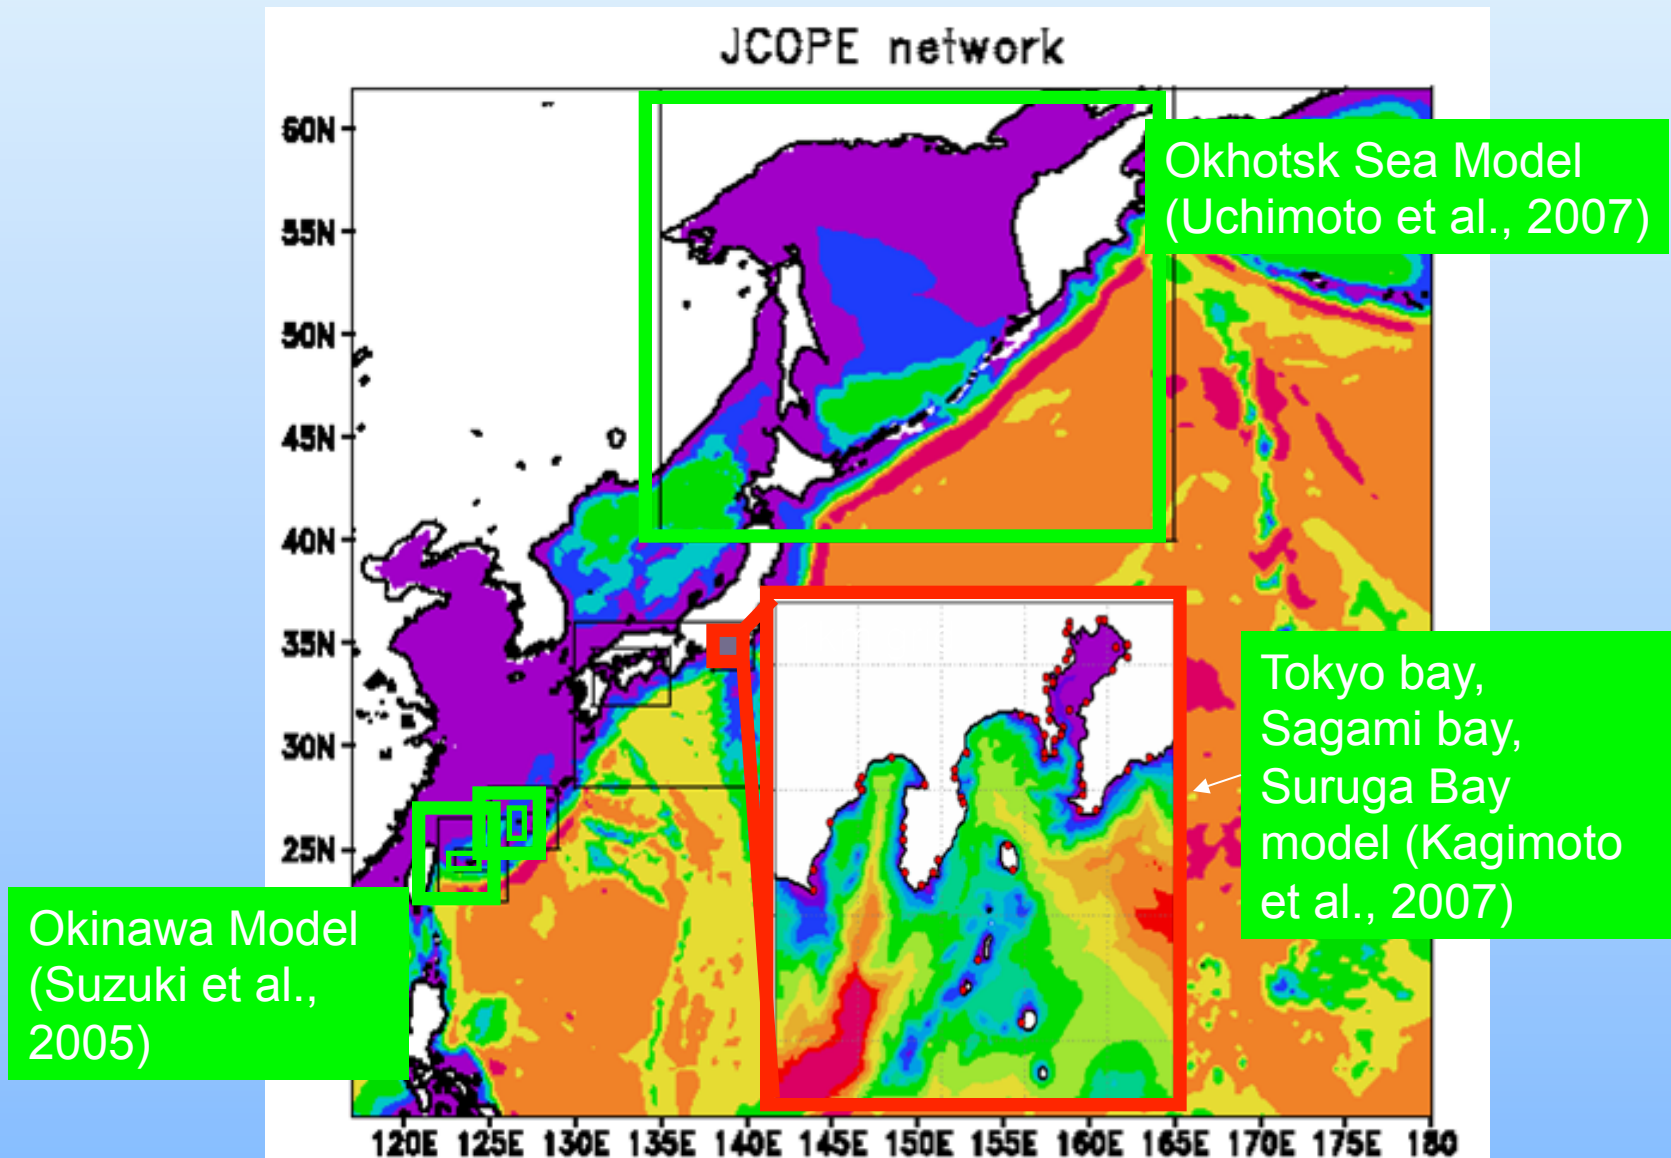 JCOPE network
60N
55N
50N
45N
40N
35N
30N
25N
120E 125E 130E 135E 140E 145E 150E 155E 160E 165E 170E 175E 180
Okhotsk Sea Model
(Uchimoto et al., 2007)
Tokyo bay,
Sagami bay,
Suruga Bay
model (Kagimoto
et al., 2007)
Okinawa Model
(Suzuki et al.,
2005)